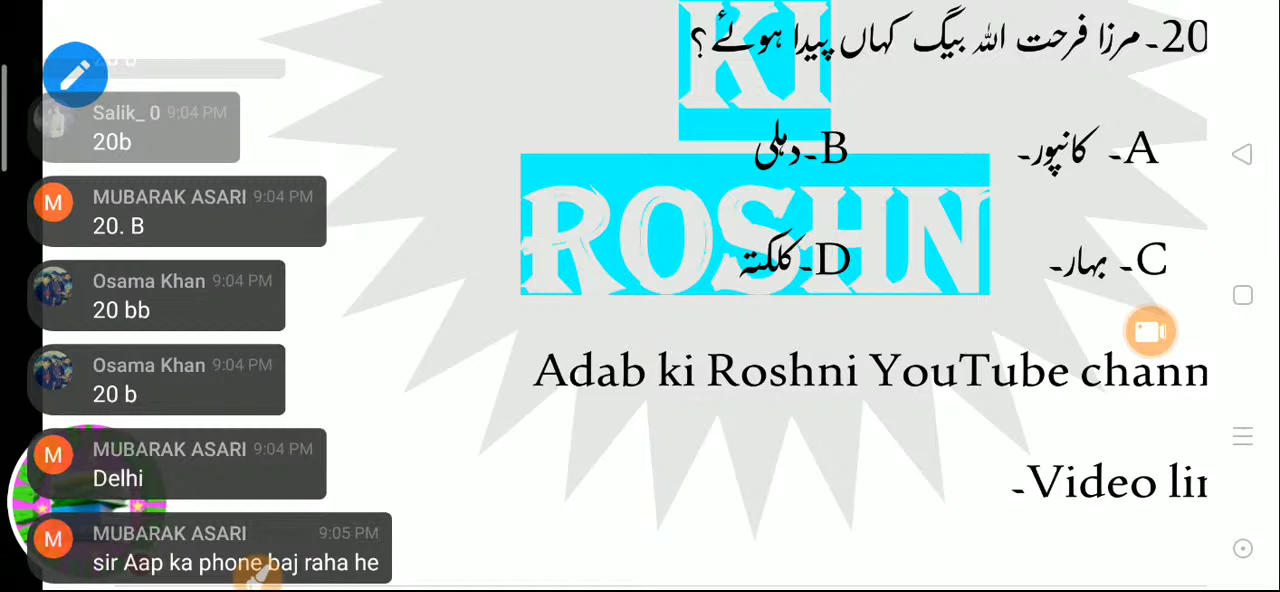 Salik_ 0 9:04 PM
20b
MUBARAK ASARI 9:04 PM
20. B
Osama Khan 9:04 PM
20 bb
Osama Khan 9:04 PM
20 b
MUBARAK ASARI 9:04 PM
Delhi
MUBARAK ASARI 9:05 PM
sir Aap ka phone baj raha he
KI
ROSHN
20۔مرزا فرحت اللہ بیگ کہاں پیدا ہوئے؟
A۔ کانپور۔ B۔دہلی
C۔ بہار۔ D۔کلکتہ
Adab ki Roshni YouTube chann
Video lin۔